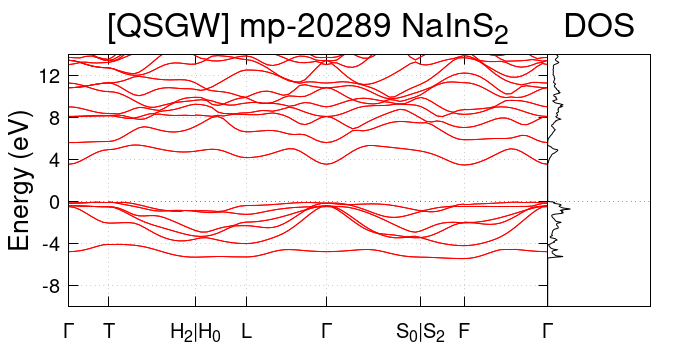 [QSGW] mp-20289 NaInS2 DOS
Energy (eV)
12
8
4
0
-4
-8
Γ T H2|H0 L Γ S0|S2 F Γ